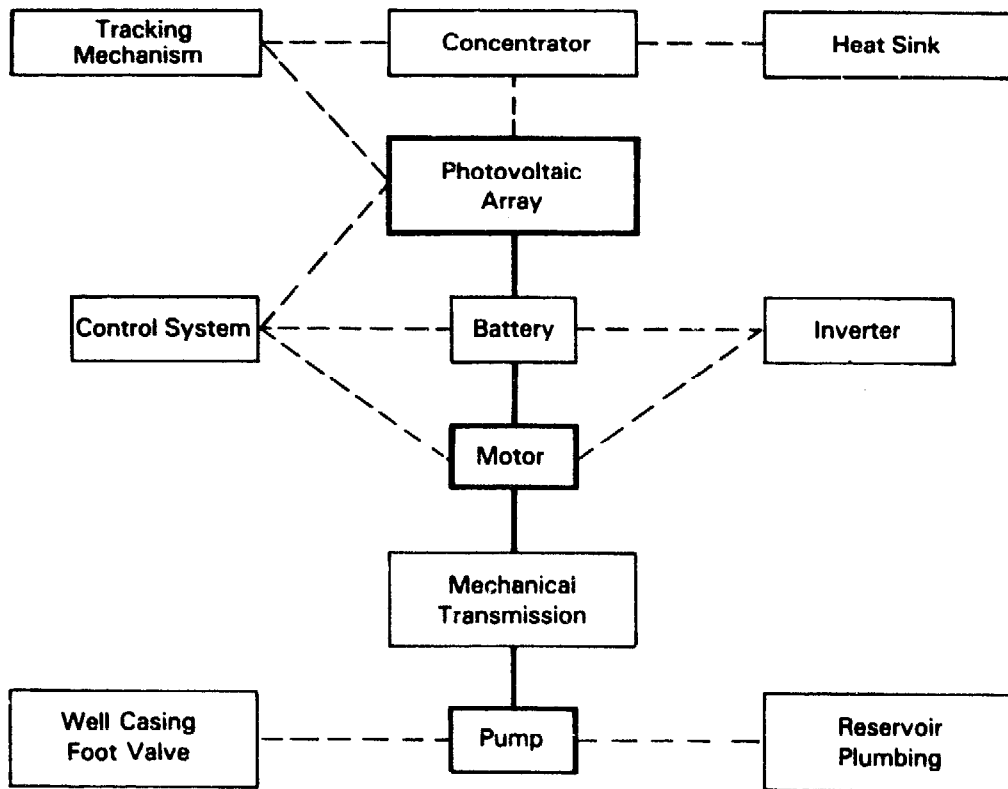 Tracking
Mechanism
Concentrator
Heat Sink
Photovoltaic
Array
Control System
Battery
Inverter
Motor
Mechanical
Transmission
Well Casing
Foot Valve
Pump
Reservoir
Plumbing